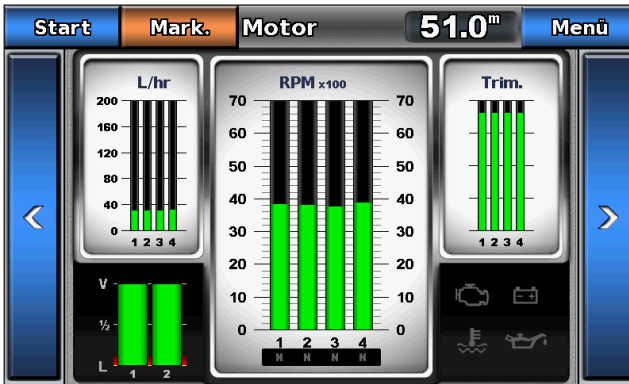 Start Mark. Motor 51.0m Menü
L/hr
200
160
120
80
40
0
1 2 3 4
RPM x100
70 70
60 60
50 50
40 40
30 30
20 20
10 10
0 0
1 2 3 4
N N N N
Trim.
1 2 3 4
V
½
L
1 2